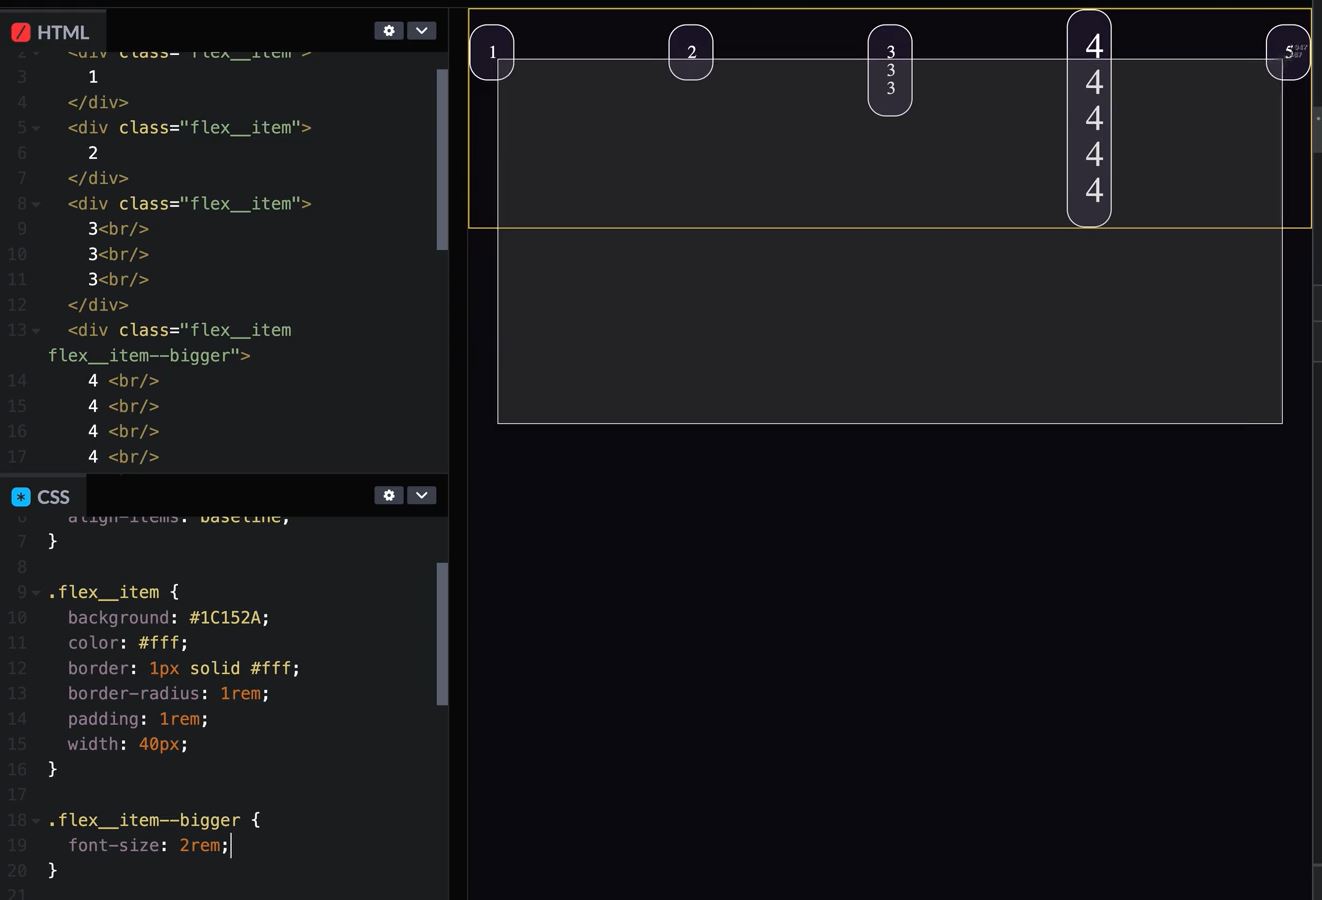 HTML
2 <div class="flex__item">
3 1
4 </div>
5 <div class="flex__item">
6 2
7 </div>
8 <div class="flex__item">
9 3<br/>
10 3<br/>
11 3<br/>
12 </div>
13 <div class="flex__item
flex__item--bigger">
14 4 <br/>
15 4 <br/>
16 4 <br/>
17 4 <br/>
CSS
6 align-items: baseline;
7 }
8
9 .flex__item {
10 background: #1C152A;
11 color: #fff;
12 border: 1px solid #fff;
13 border-radius: 1rem;
14 padding: 1rem;
15 width: 40px;
16 }
17
18 .flex__item--bigger {
19 font-size: 2rem;
20 }
21
1
2
3
3
3
4
4
4
4
4
5